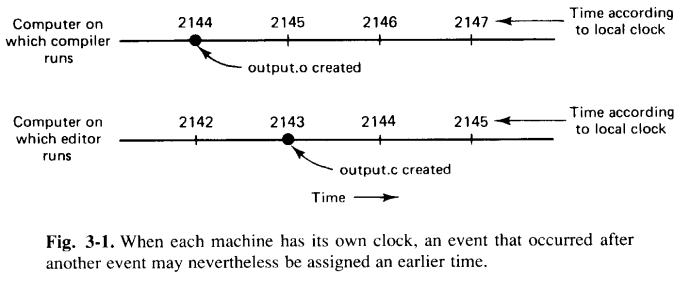 Computer on
which compiler
runs
2144 2145 2146 2147
Time according
to local clock
output.o created
Computer on
which editor
runs
2142 2143 2144 2145
Time according
to local clock
output.c created
Time
Fig. 3-1. When each machine has its own clock, an event that occurred after
another event may nevertheless be assigned an earlier time.